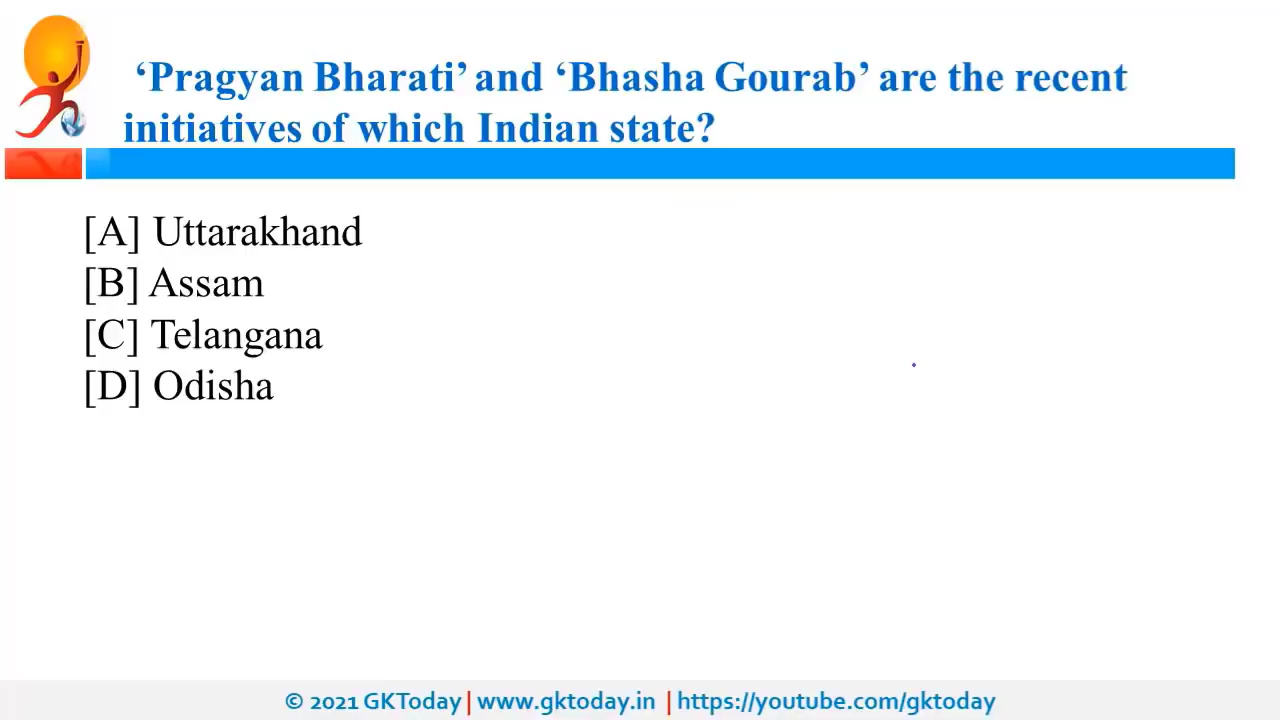 ‘Pragyan Bharati’ and ‘Bhasha Gourab’ are the recent
initiatives of which Indian state?
[A] Uttarakhand
[B] Assam
[C] Telangana
[D] Odisha
© 2021 GKToday | www.gktoday.in | https://youtube.com/gktoday